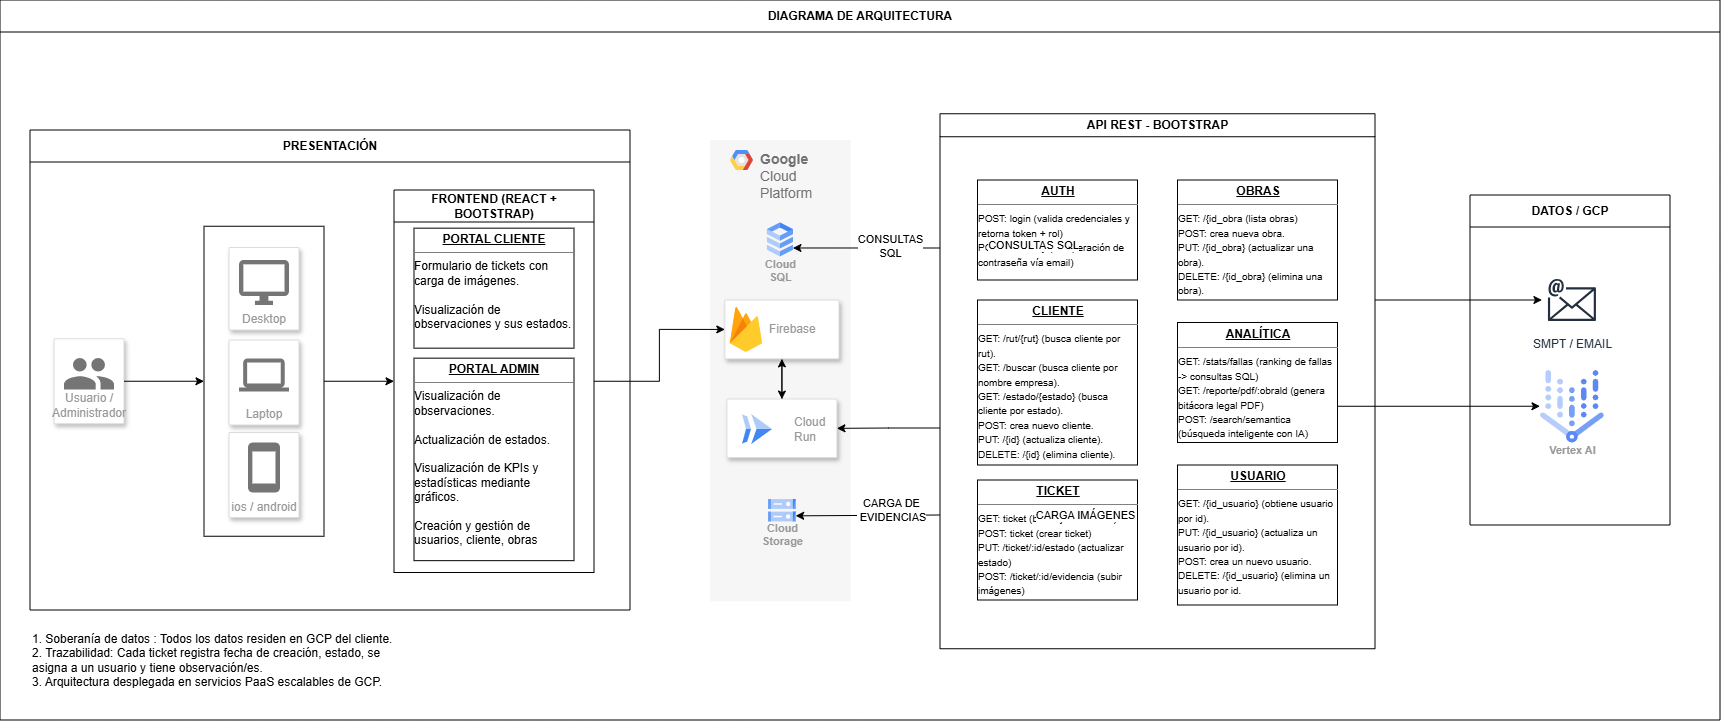 DIAGRAMA DE ARQUITECTURA
PRESENTACIÓN
Usuario /
Administrador
Desktop
Laptop
ios / android
FRONTEND (REACT +
BOOTSTRAP)
PORTAL CLIENTE
Formulario de tickets con
carga de imágenes.
Visualización de
observaciones y sus estados.
PORTAL ADMIN
Visualización de
observaciones.
Actualización de estados.
Visualización de KPIs y
estadísticas mediante
gráficos.
Creación y gestión de
usuarios, cliente, obras
Google
Cloud
Platform
Cloud
SQL
Firebase
Cloud
Run
Cloud
Storage
CONSULTAS
SQL
CARGA DE
EVIDENCIAS
API REST - BOOTSTRAP
AUTH
POST: login (valida credenciales y
retorna token + rol)
CONSULTAS SQL
eración de
contraseña vía email)
CLIENTE
GET: /rut/{rut} (busca cliente por
rut).
GET: /buscar (busca cliente por
nombre empresa).
GET: /estado/{estado} (busca
cliente por estado).
POST: crea nuevo cliente.
PUT: /{id} (actualiza cliente).
DELETE: /{id} (elimina cliente).
TICKET
GET: ticket
CARGA IMÁGENES
POST: ticket (crear ticket)
PUT: /ticket/:id/estado (actualizar
estado)
POST: /ticket/:id/evidencia (subir
imágenes)
OBRAS
GET: /{id_obra (lista obras)
POST: crea nueva obra.
PUT: /{id_obra} (actualizar una
obra).
DELETE: /{id_obra} (elimina una
obra).
ANALÍTICA
GET: /stats/fallas (ranking de fallas
-> consultas SQL)
GET: /reporte/pdf/:obraId (genera
bitácora legal PDF)
POST: /search/semantica
(búsqueda inteligente con IA)
USUARIO
GET: /{id_usuario} (obtiene usuario
por id).
PUT: /{id_usuario} (actualiza un
usuario por id).
POST: crea un nuevo usuario.
DELETE: /{id_usuario} (elimina un
usuario por id.
DATOS / GCP
SMPT / EMAIL
Vertex AI
1. Soberanía de datos : Todos los datos residen en GCP del cliente.
2. Trazabilidad: Cada ticket registra fecha de creación, estado, se
asigna a un usuario y tiene observación/es.
3. Arquitectura desplegada en servicios PaaS escalables de GCP.